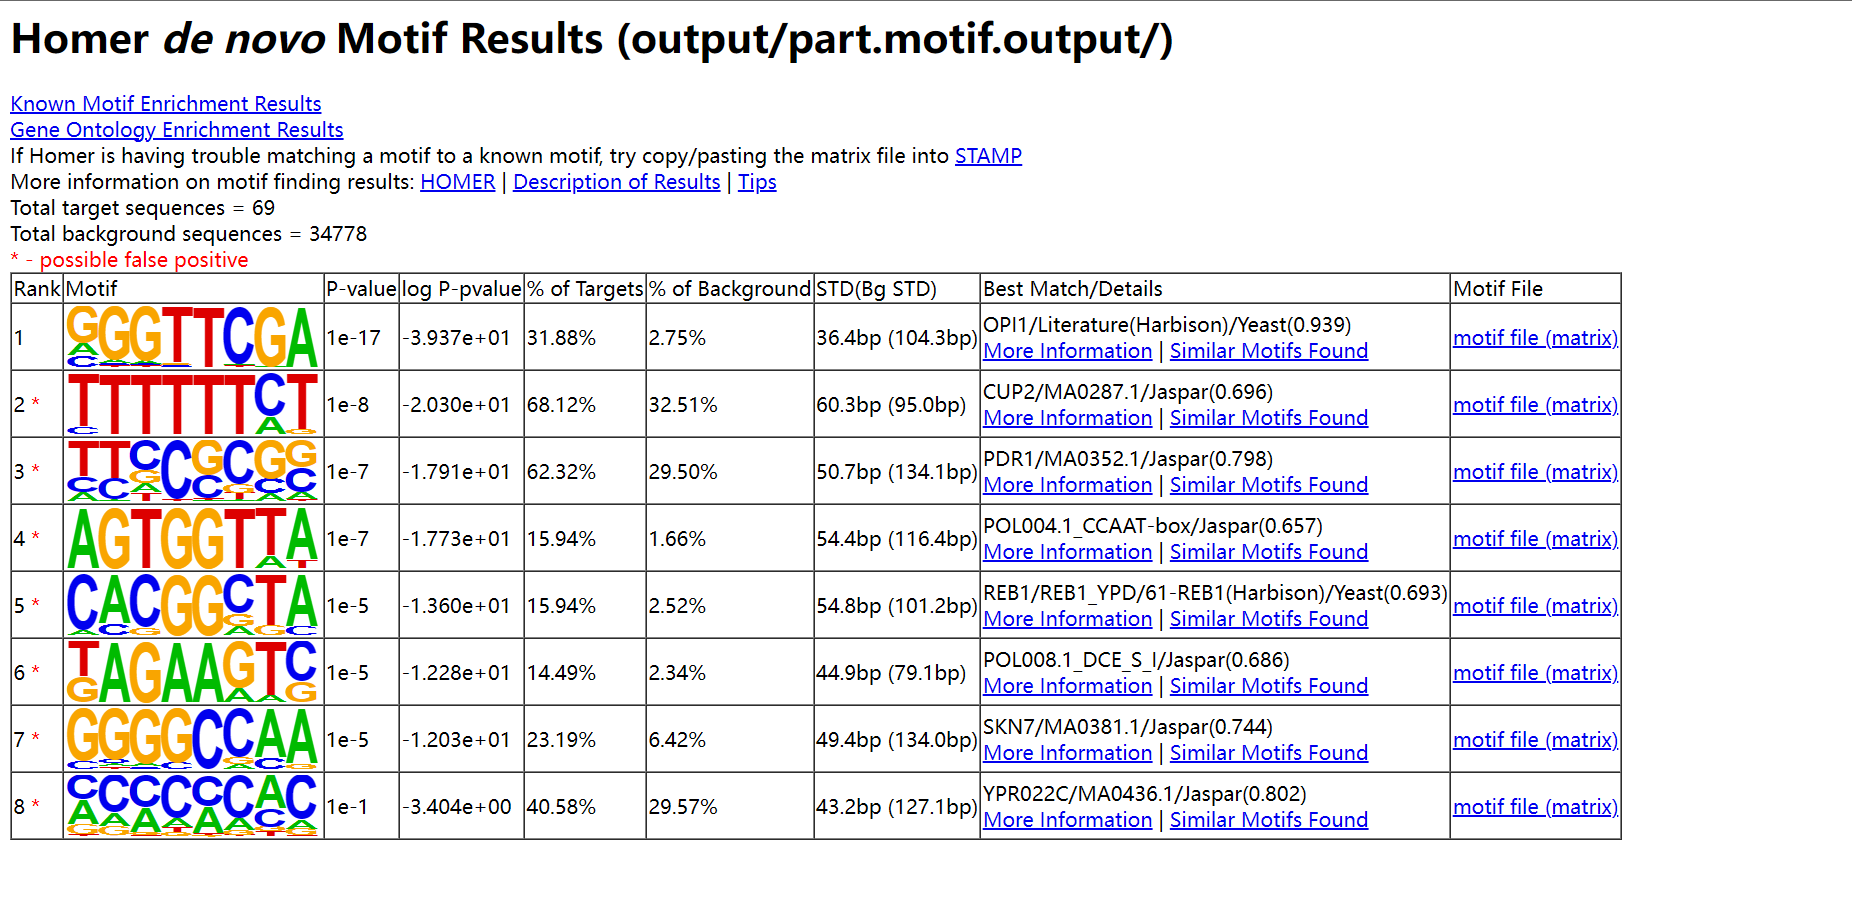 Homer de novo Motif Results (output/part.motif.output/)
Known Motif Enrichment Results
Gene Ontology Enrichment Results
If Homer is having trouble matching a motif to a known motif, try copy/pasting the matrix file into STAMP
More information on motif finding results: HOMER | Description of Results | Tips
Total target sequences = 69
Total background sequences = 34778
* - possible false positive
Rank Motif P-value log P-pvalue % of Targets % of Background STD(Bg STD) Best Match/Details Motif File
1 GGGTTCGA 1e-17 -3.937e+01 31.88% 2.75% 36.4bp (104.3bp) OPI1/Literature(Harbison)/Yeast(0.939)
More Information | Similar Motifs Found motif file (matrix)
2 * TTTTTTCT 1e-8 -2.030e+01 68.12% 32.51% 60.3bp (95.0bp) CUP2/MA0287.1/Jaspar(0.696)
More Information | Similar Motifs Found motif file (matrix)
3 * TTCCGCGG 1e-7 -1.791e+01 62.32% 29.50% 50.7bp (134.1bp) PDR1/MA0352.1/Jaspar(0.798)
More Information | Similar Motifs Found motif file (matrix)
4 * AGTGGTTA 1e-7 -1.773e+01 15.94% 1.66% 54.4bp (116.4bp) POL004.1_CCAAT-box/Jaspar(0.657)
More Information | Similar Motifs Found motif file (matrix)
5 * CACGGCTA 1e-5 -1.360e+01 15.94% 2.52% 54.8bp (101.2bp) REB1/REB1_YPD/61-REB1(Harbison)/Yeast(0.693)
More Information | Similar Motifs Found motif file (matrix)
6 * TAGAAGTC 1e-5 -1.228e+01 14.49% 2.34% 44.9bp (79.1bp) POL008.1_DCE_S_I/Jaspar(0.686)
More Information | Similar Motifs Found motif file (matrix)
7 * GGGGCCAA 1e-5 -1.203e+01 23.19% 6.42% 49.4bp (134.0bp) SKN7/MA0381.1/Jaspar(0.744)
More Information | Similar Motifs Found motif file (matrix)
8 * CCCCCCAC 1e-1 -3.404e+00 40.58% 29.57% 43.2bp (127.1bp) YPR022C/MA0436.1/Jaspar(0.802)
More Information | Similar Motifs Found motif file (matrix)